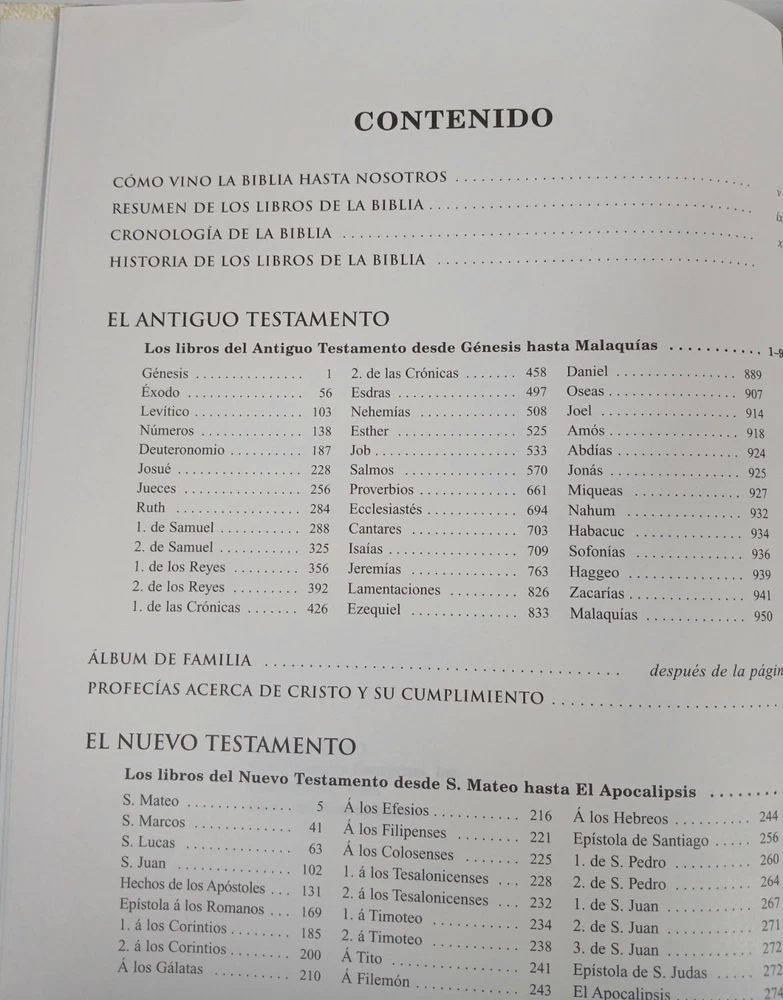 CONTENIDO
CÓMO VINO LA BIBLIA HASTA NOSOTROS
RESUMEN DE LOS LIBROS DE LA BIBLIA
CRONOLOGÍA DE LA BIBLIA
HISTORIA DE LOS LIBROS DE LA BIBLIA
EL ANTIGUO TESTAMENTO
Los libros del Antiguo Testamento desde Génesis hasta Malaquías
Génesis 1
Éxodo 56
Levítico 103
Números 138
Deuteronomio 187
Josué 228
Jueces 256
Ruth 284
1. de Samuel 288
2. de Samuel 325
1. de los Reyes 356
2. de los Reyes 392
1. de las Crónicas 426
2. de las Crónicas 458
Esdras 497
Nehemías 508
Esther 525
Job 533
Salmos 570
Proverbios 661
Ecclesiastés 694
Cantares 703
Isaías 709
Jeremías 763
Lamentaciones 826
Ezequiel 833
Daniel 889
Oseas 907
Joel 914
Amós 918
Abdías 924
Jonás 925
Miqueas 927
Nahum 932
Habacuc 934
Sofonías 936
Haggeo 939
Zacarías 941
Malaquías 950
ÁLBUM DE FAMILIA después de la
PROFECÍAS ACERCA DE CRISTO Y SU CUMPLIMIENTO
EL NUEVO TESTAMENTO
Los libros del Nuevo Testamento desde S. Mateo hasta El Apocalipsis
S. Mateo 5
S. Marcos 41
S. Lucas 63
S. Juan 102
Hechos de los Apóstoles 131
Epístola á los Romanos 169
1. á los Corintios 185
2. á los Corintios 200
Á los Gálatas 210
Á los Efesios 216
Á los Filipenses 221
Á los Colosenses 225
1. á los Tesalonicenses 228
2. á los Tesalonicenses 232
1. á Timoteo 234
2. á Timoteo 238
Á Tito 241
Á Filemón 243
Á los Hebreos 244
Epístola de Santiago 256
1. de S. Pedro 260
2. de S. Pedro 264
1. de S. Juan 267
2. de S. Juan 271
3. de S. Juan 272
Epístola de S. Judas 272
El Apocalipsis 274